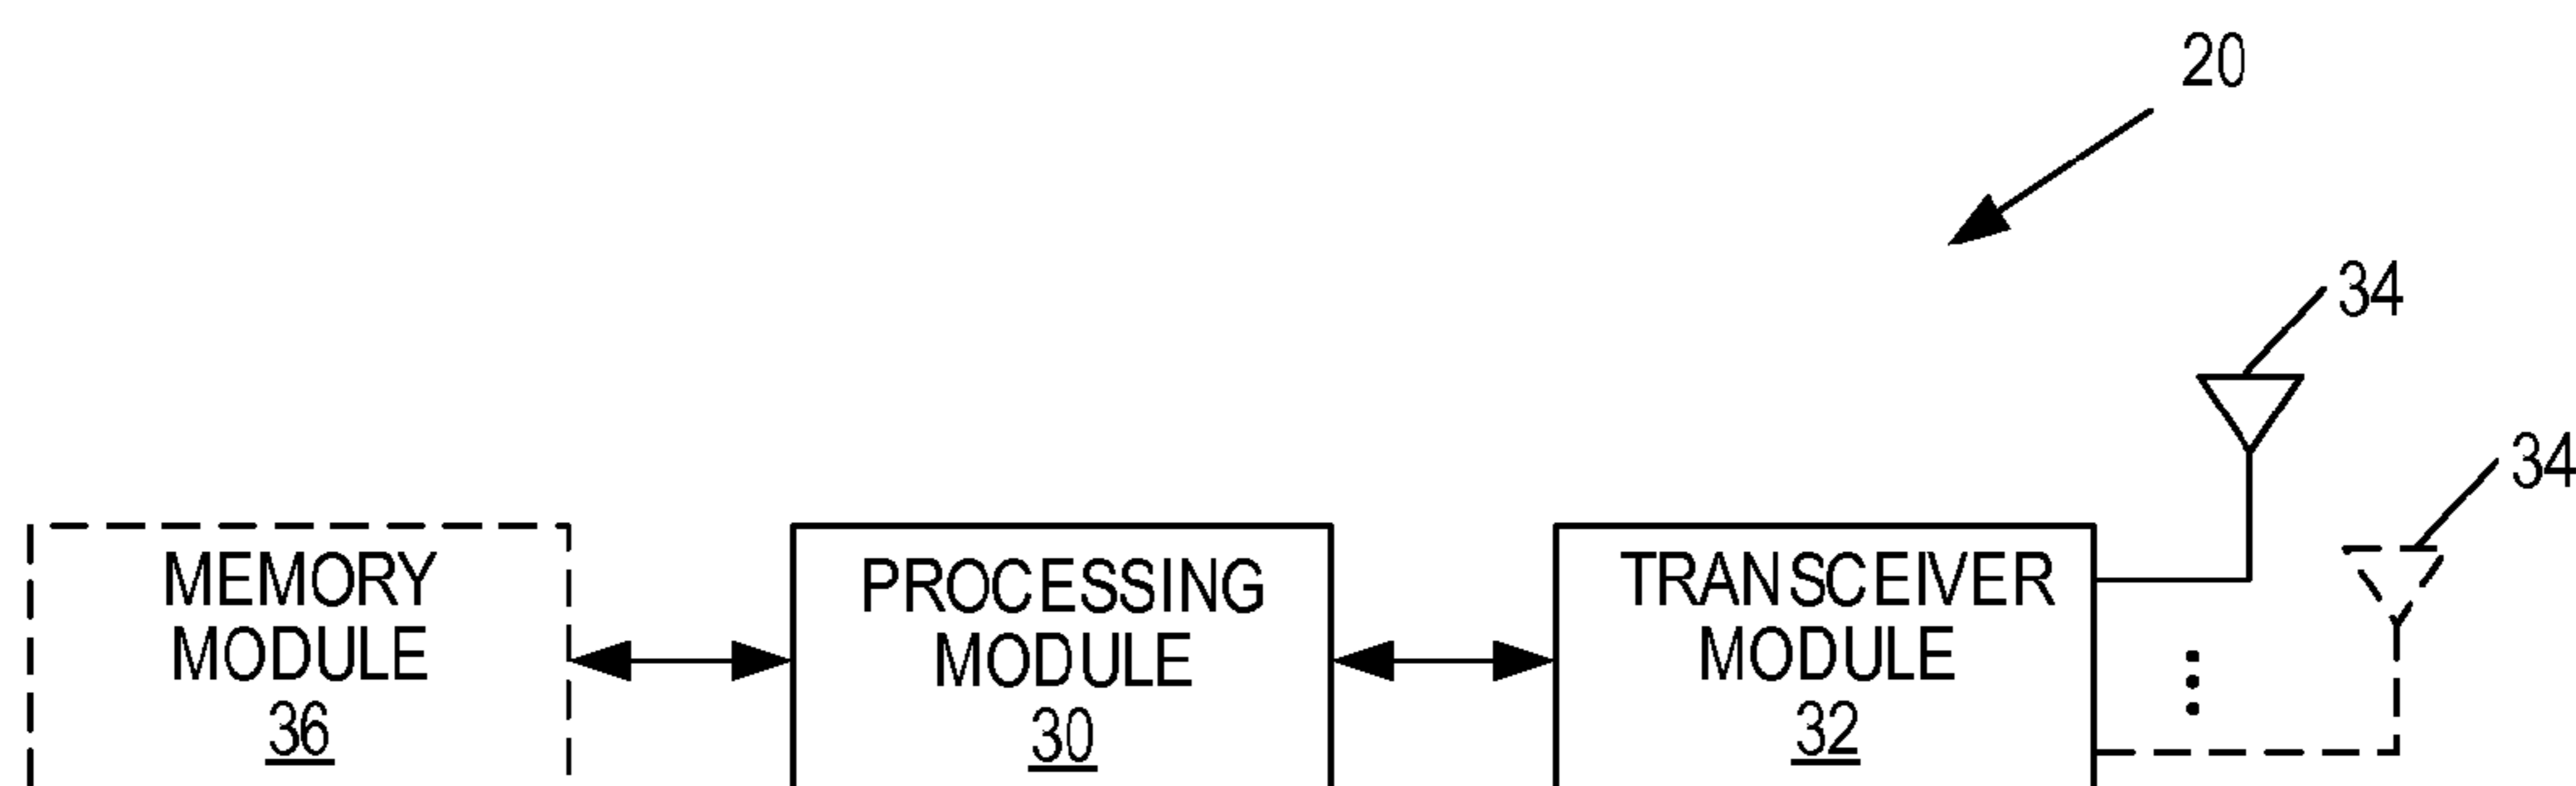 20
34
34
MEMORY
MODULE
36
PROCESSING
MODULE
30
TRANSCEIVER
MODULE
32